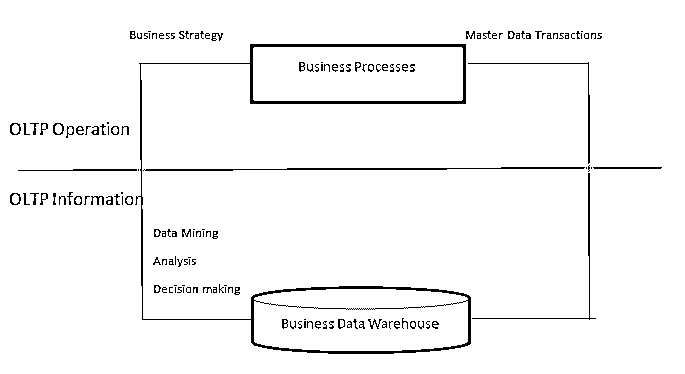 Business Strategy
Master Data Transactions
Business Processes
OLTP Operation
OLTP Information
Data Mining
Analysis
Decision making
Business Data Warehouse